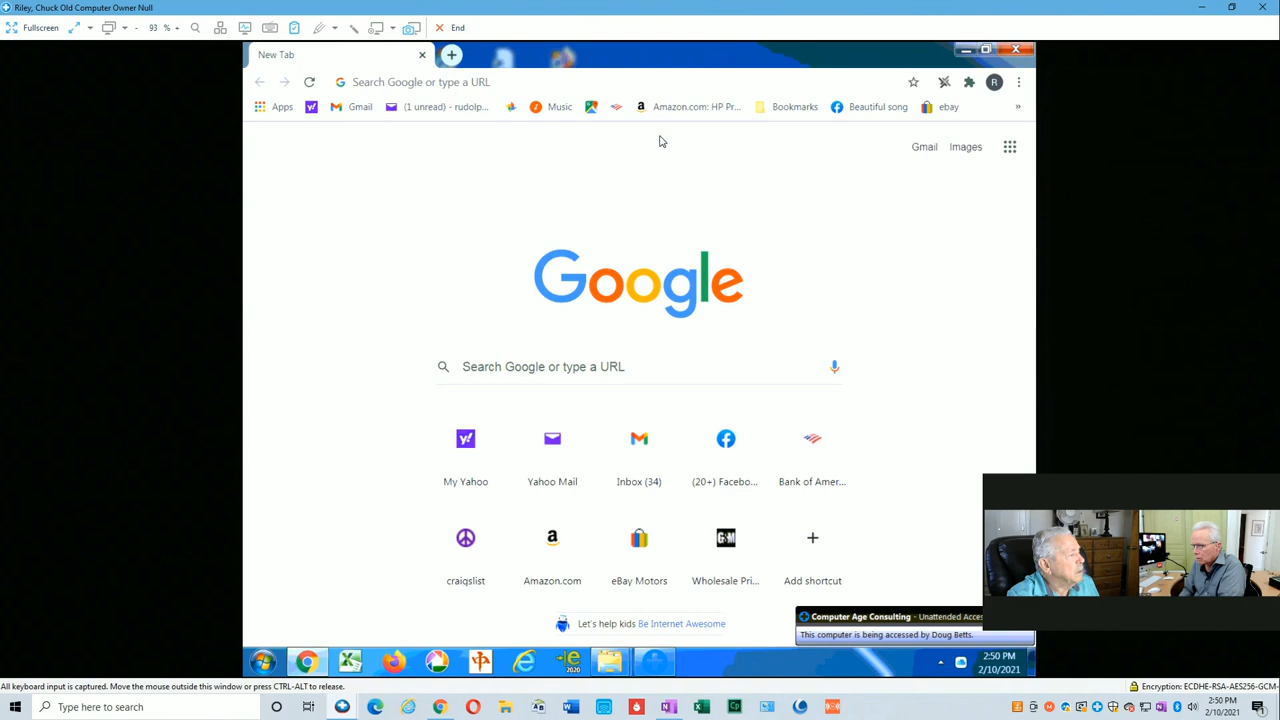 Riley, Chuck Old Computer Owner Null
Fullscreen - 93 % End
New Tab
Search Google or type a URL R
Apps Gmail (1 unread) - rudolp... Music Amazon.com: HP Pr... Bookmarks Beautiful song ebay »
Gmail Images
Google
Search Google or type a URL
My Yahoo Yahoo Mail Inbox (34) (20+) Facebo... Bank of Amer...
craigslist Amazon.com eBay Motors Wholesale Pri... Add shortcut
Let's help kids Be Internet Awesome
Computer Age Consulting - Unattended Acces
This computer is being accessed by Doug Betts.
2:50 PM
2/10/2021
All keyboard input is captured. Move the mouse outside this window or press CTRL-ALT to release.
Encryption: ECDHE-RSA-AES256-GCM-
Type here to search
2:50 PM
2/10/2021